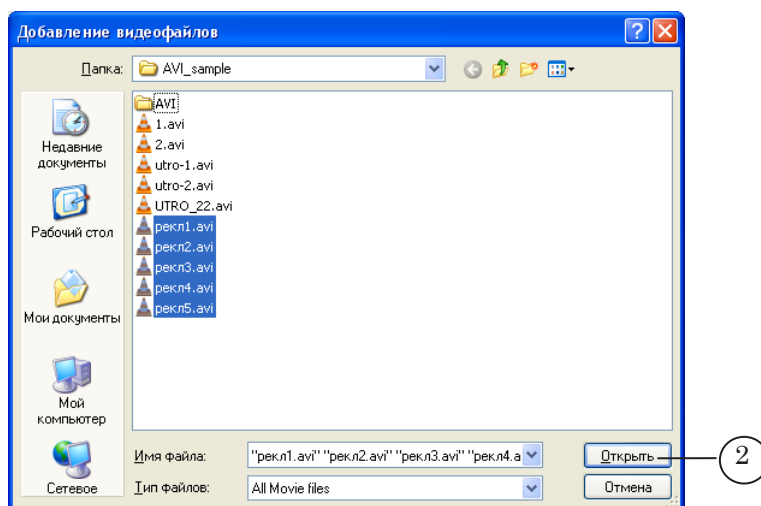 Добавление видеофайлов
Папка: AVI_sample
AVI
1.avi
2.avi
utro-1.avi
utro-2.avi
UTRO_22.avi
рекл1.avi
рекл2.avi
рекл3.avi
рекл4.avi
рекл5.avi
Недавние
документы
Рабочий стол
Мои документы
Мой
компьютер
Сетевое
Имя файла: "рекл1.avi" "рекл2.avi" "рекл3.avi" "рекл4.a Открыть 2
Тип файлов: All Movie files Отмена